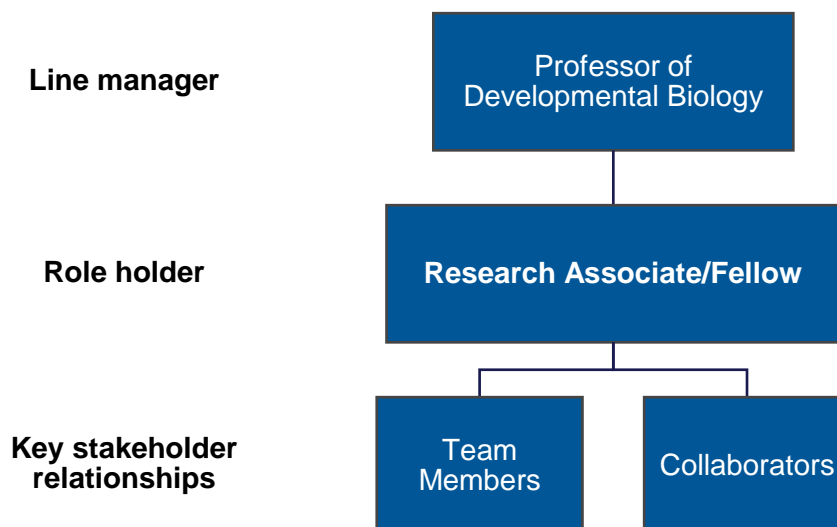 Line manager
Professor of
Developmental Biology
Role holder
Research Associate/Fellow
Key stakeholder
relationships
Team
Members
Collaborators